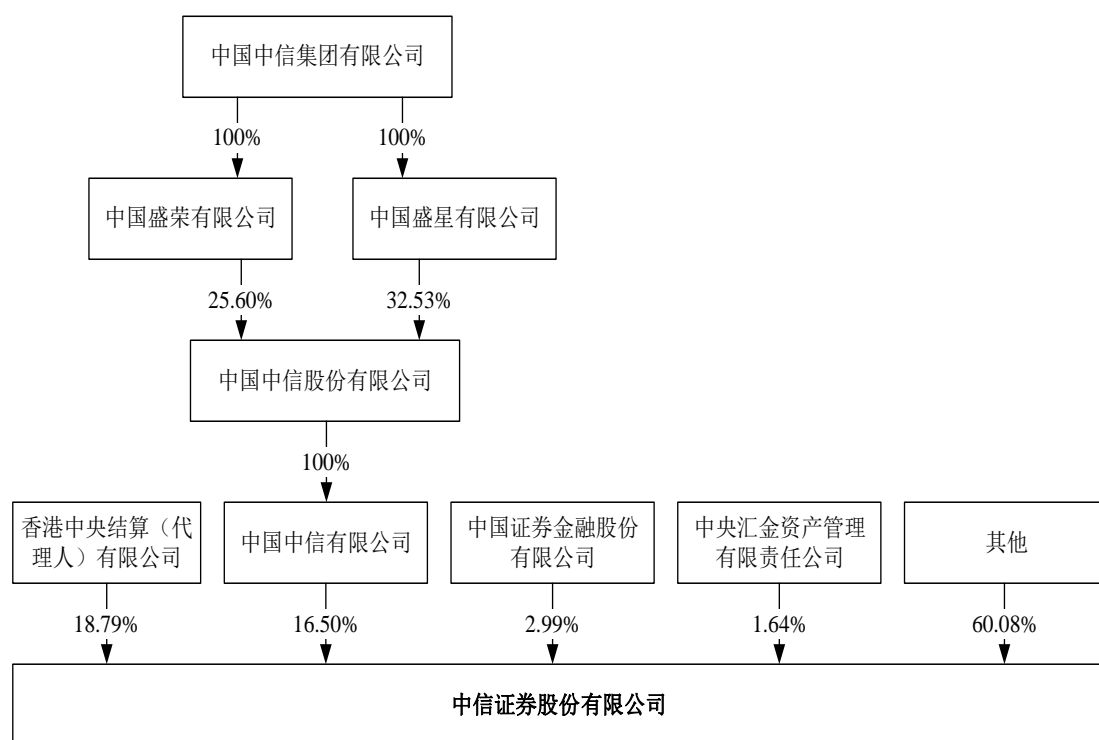 中国中信集团有限公司
100%
100%
中国盛荣有限公司
中国盛星有限公司
25.60%
32.53%
中国中信股份有限公司
100%
香港中央结算（代
理人）有限公司
中国中信有限公司
中国证券金融股份
有限公司
中央汇金资产管理
有限责任公司
其他
18.79%
16.50%
2.99%
1.64%
60.08%
中信证券股份有限公司